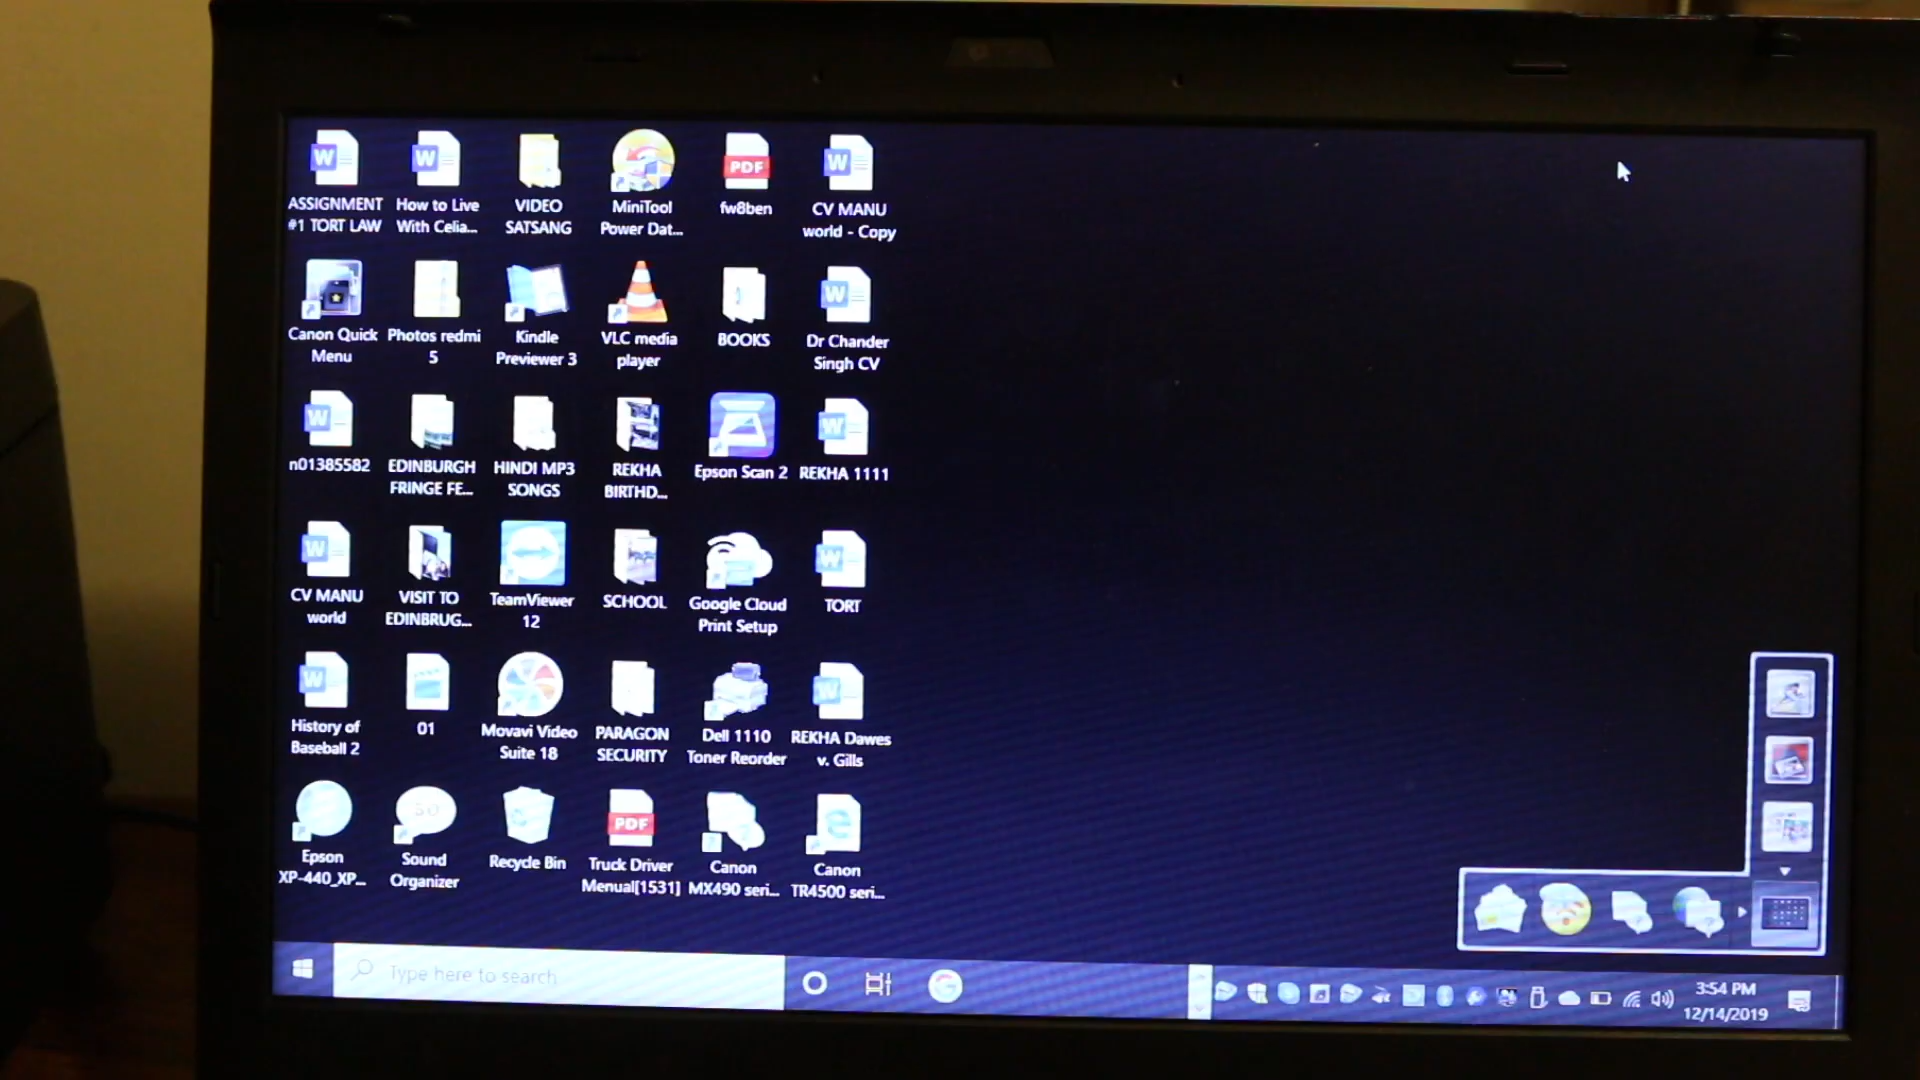 ASSIGNMENT
#1 TORT LAW
How to Live
With Celia...
VIDEO
SATSANG
MiniTool
Power Dat...
PDF
fw8ben
CV MANU
world - Copy
Canon Quick
Menu
Photos redmi
5
Kindle
Previewer 3
VLC media
player
BOOKS
Dr Chander
Singh CV
n01385582
EDINBURGH
FRINGE FE...
HINDI MP3
SONGS
REKHA
BIRTHD...
Epson Scan 2
REKHA 1111
CV MANU
world
VISIT TO
EDINBRUG...
TeamViewer
12
SCHOOL
Google Cloud
Print Setup
TORT
History of
Baseball 2
01
Movavi Video
Suite 18
PARAGON
SECURITY
Dell 1110
Toner Reorder
REKHA Dawes
v. Gills
Epson
XP-440_XP...
Sound
Organizer
Recycle Bin
PDF
Truck Driver
Menual[1531]
Canon
MX490 seri...
Canon
TR4500 seri...
Type here to search
3:54 PM
12/14/2019